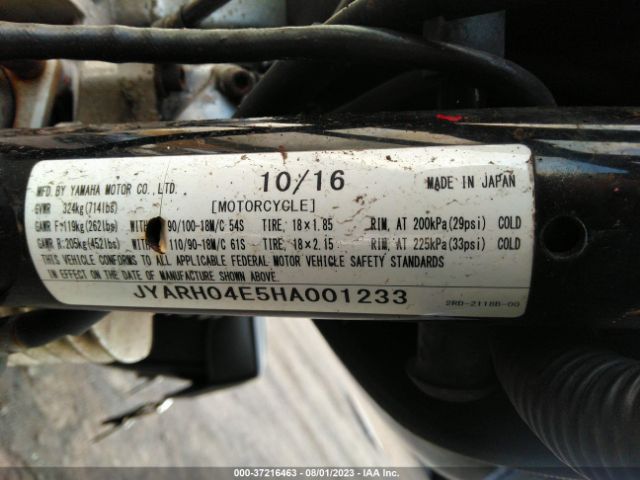 MFD.BY YAMAHA MOTOR CO.,LTD. 10/16 MADE IN JAPAN
GVWR 324kg(714lbs) [MOTORCYCLE]
GAWR F:119kg(262lbs) WITH 90/100-18M/C 54S TIRE, 18×1.85 RIM, AT 200kPa(29psi) COLD
GAWR R:205kg(452lbs) WITH 110/90-18M/C 61S TIRE, 18×2.15 RIM, AT 225kPa(33psi) COLD
THIS VEHICLE CONFORMS TO ALL APPLICABLE FEDERAL MOTOR VEHICLE SAFETY STANDARDS
IN EFFECT ON THE DATE OF MANUFACTURE SHOWN ABOVE.
JYARH04E5HA001233 2RD-2118D-00
000-37216463 - 08/01/2023 - IAA Inc.